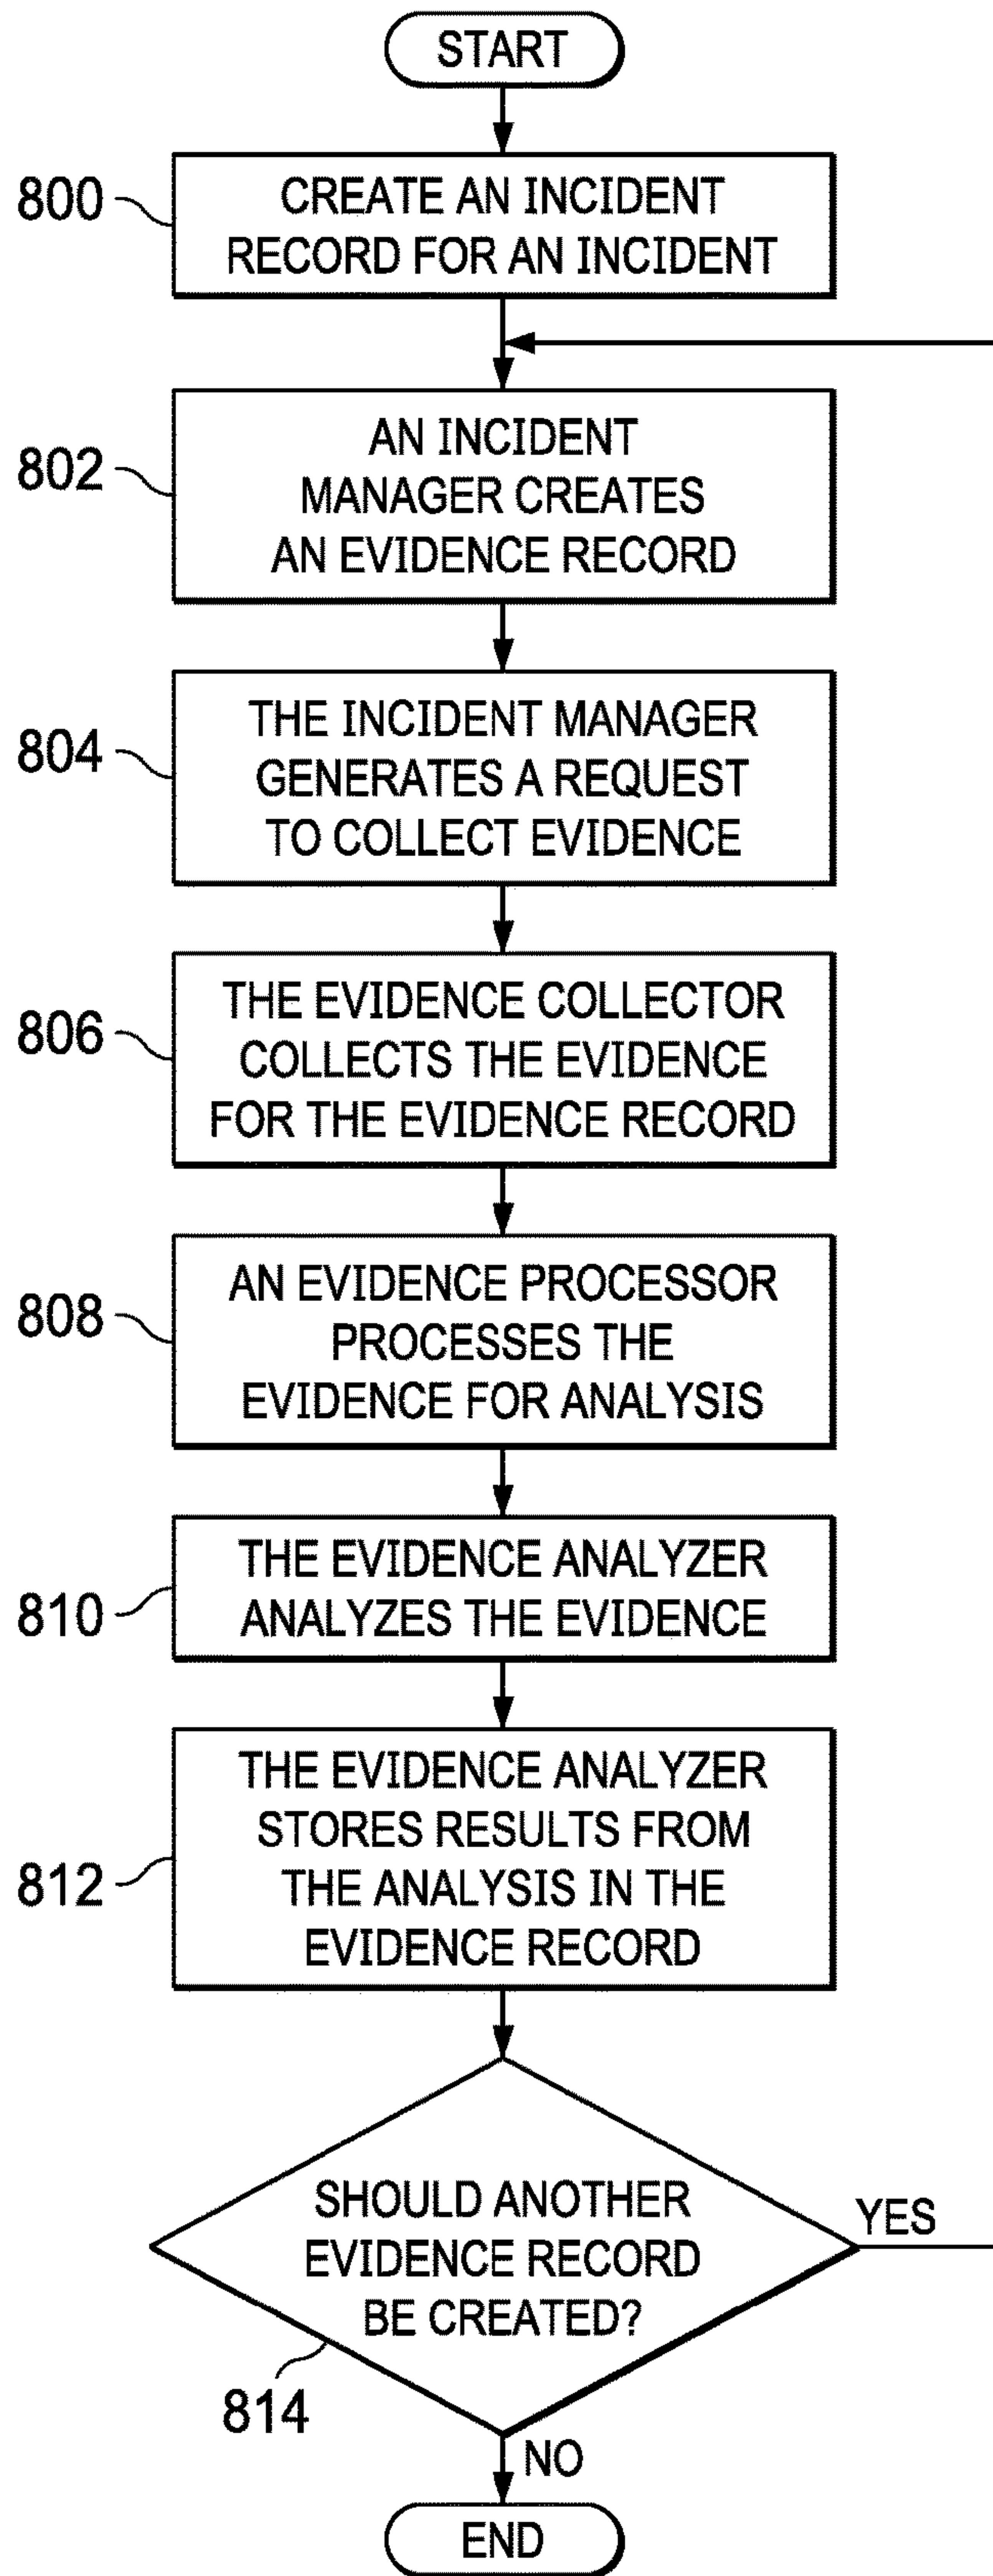 START
800
CREATE AN INCIDENT
RECORD FOR AN INCIDENT
802
AN INCIDENT
MANAGER CREATES
AN EVIDENCE RECORD
804
THE INCIDENT MANAGER
GENERATES A REQUEST
TO COLLECT EVIDENCE
806
THE EVIDENCE COLLECTOR
COLLECTS THE EVIDENCE
FOR THE EVIDENCE RECORD
808
AN EVIDENCE PROCESSOR
PROCESSES THE
EVIDENCE FOR ANALYSIS
810
THE EVIDENCE ANALYZER
ANALYZES THE EVIDENCE
812
THE EVIDENCE ANALYZER
STORES RESULTS FROM
THE ANALYSIS IN THE
EVIDENCE RECORD
SHOULD ANOTHER
EVIDENCE RECORD
BE CREATED?
YES
814
NO
END